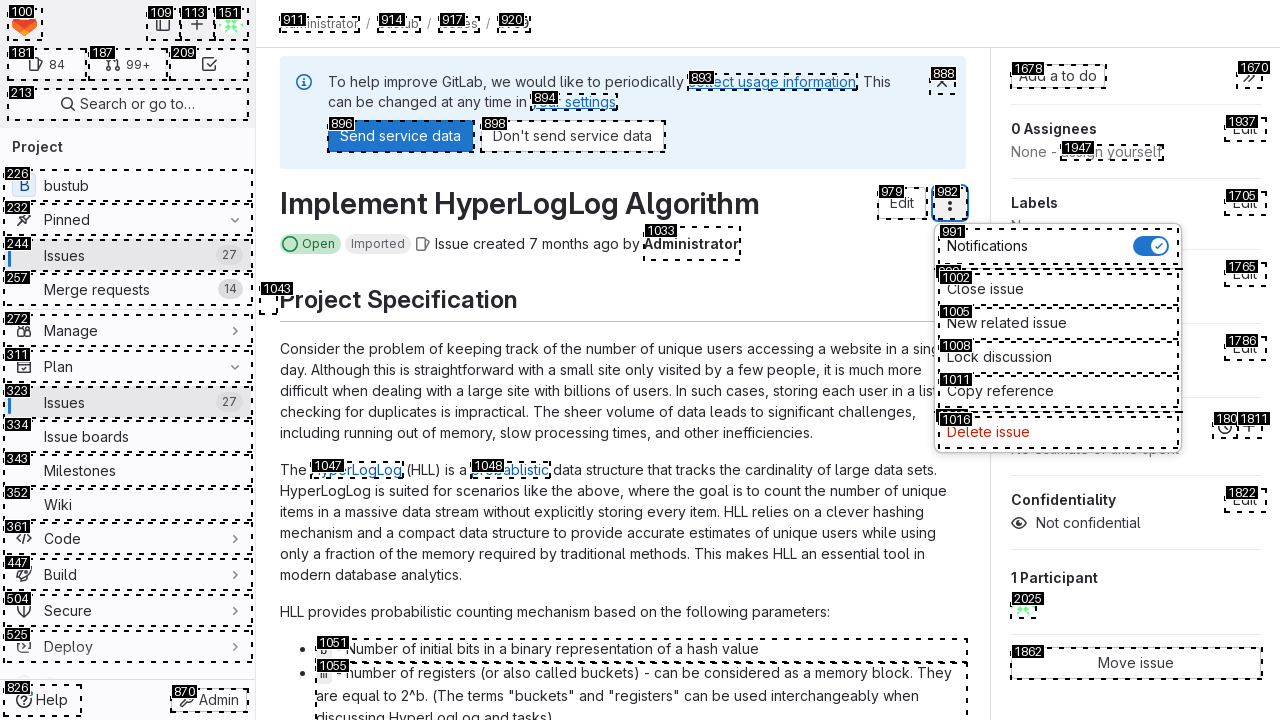 100
109
113
151
181
84
187
99+
209
213
Search or go to…
Project
226
B bustub
232
Pinned
244
Issues 27
257
Merge requests 14
272
Manage
311
Plan
323
Issues 27
334
Issue boards
343
Milestones
352
Wiki
361
Code
447
Build
504
Secure
525
Deploy
826
Help
870
Admin
911 914 917 920
/ / /
To help improve GitLab, we would like to periodically 893 collect usage information. This
can be changed at any time in 894 your settings.
888
896
Send service data
898
Don't send service data
Implement HyperLogLog Algorithm
979
Edit
982
Open Imported Issue created 7 months ago by 1033 Administrator
991
Notifications
1002
Close issue
1005
New related issue
1008
Lock discussion
1011
Copy reference
1016
Delete issue
1043
Project Specification
Consider the problem of keeping track of the number of unique users accessing a website in a
day. Although this is straightforward with a small site only visited by a few people, it is much more
difficult when dealing with a large site with billions of users. In such cases, storing each user in a
checking for duplicates is impractical. The sheer volume of data leads to significant challenges,
including running out of memory, slow processing times, and other inefficiencies.
The 1047 HyperLogLog (HLL) is a 1048 probablistic data structure that tracks the cardinality of large data sets.
HyperLogLog is suited for scenarios like the above, where the goal is to count the number of unique
items in a massive data stream without explicitly storing every item. HLL relies on a clever hashing
mechanism and a compact data structure to provide accurate estimates of unique users while using
only a fraction of the memory required by traditional methods. This makes HLL an essential tool in
modern database analytics.
HLL provides probabilistic counting mechanism based on the following parameters:
1051
- Number of initial bits in a binary representation of a hash value
1055
- number of registers (or also called buckets) - can be considered as a memory block. They
are equal to 2^b. (The terms "buckets" and "registers" can be used interchangeably when
discussing HyperLogLog and tasks)
1678
Add a to do
1670
0 Assignees
1937
Edit
None - 1947 assign yourself
Labels
1705
Edit
1765
Edit
1786
Edit
180
1811
Confidentiality
1822
Edit
Not confidential
1 Participant
2025
1862
Move issue